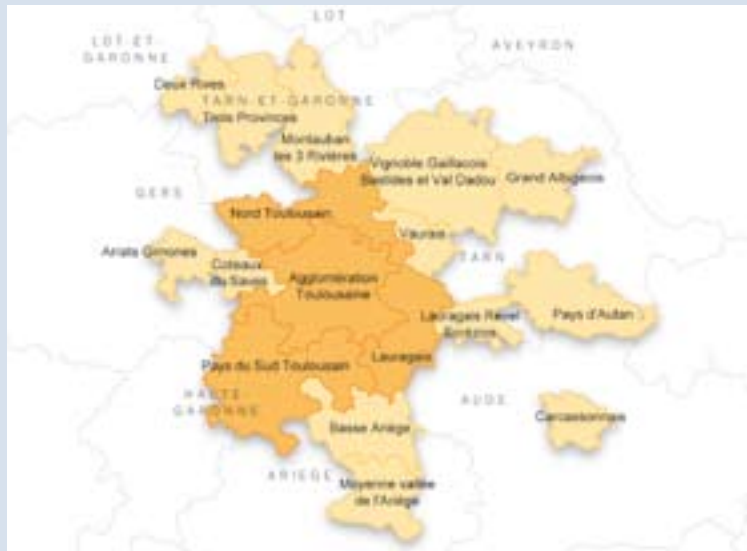 LOT
LOT-ET-
GARONNE
AVEYRON
Deux Rives
TARN-ET-GARONNE
Trois Provinces
Montauban
les 3 Rivières
Vignoble Gaillacois
Bastides et Val Dadou
Grand Albigeois
GERS
Nord Toulousain
Vaurais
Arrats Gimones
Coteaux
du Savès
TARN
Agglomération
Toulousaine
Lauragais Revel
Pays d'Autan
Pays du Sud Toulousain
Lauragais
HAUTE-
GARONNE
AUDE
Carcassonnais
Basse Ariège
ARIEGE
Moyenne vallée
de l'Ariège